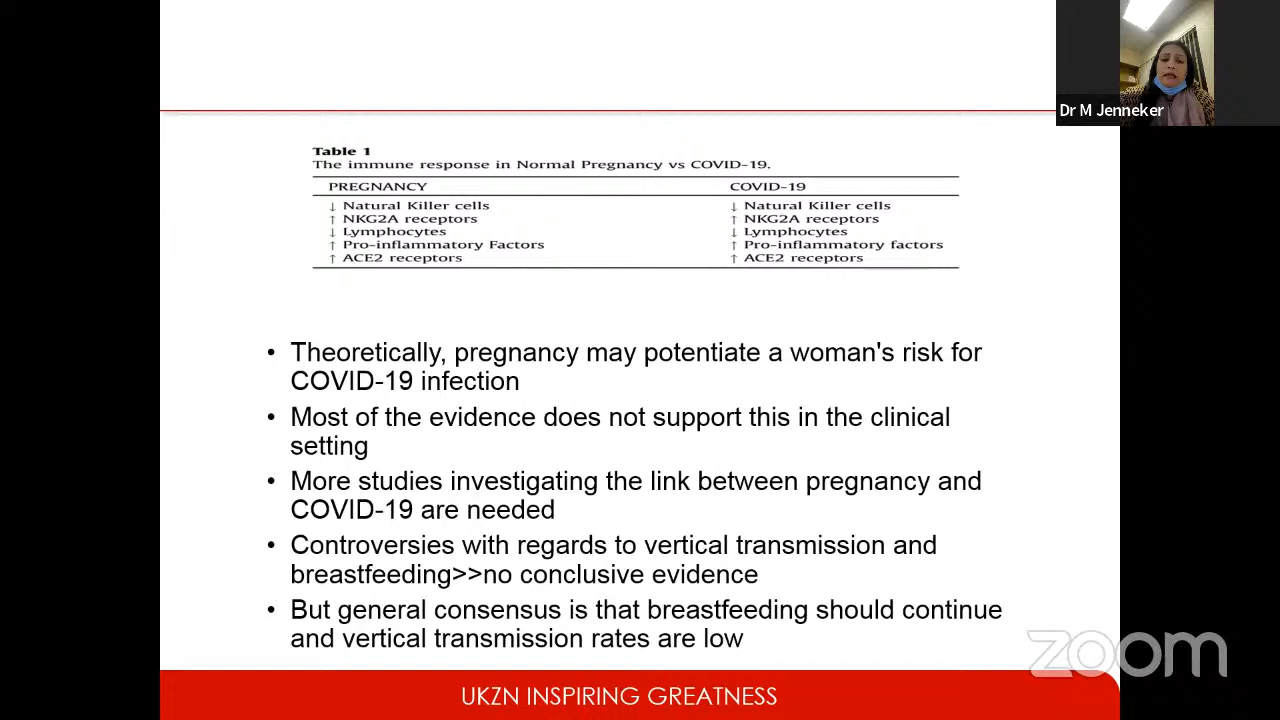 Dr M Jenneker
Table 1
The immune response in Normal Pregnancy vs COVID-19.
PREGNANCY COVID-19
↓ Natural Killer cells ↓ Natural Killer cells
↑ NKG2A receptors ↑ NKG2A receptors
↓ Lymphocytes ↓ Lymphocytes
↑ Pro-inflammatory Factors ↑ Pro-inflammatory factors
↑ ACE2 receptors ↑ ACE2 receptors
• Theoretically, pregnancy may potentiate a woman's risk for
COVID-19 infection
• Most of the evidence does not support this in the clinical
setting
• More studies investigating the link between pregnancy and
COVID-19 are needed
• Controversies with regards to vertical transmission and
breastfeeding>>no conclusive evidence
• But general consensus is that breastfeeding should continue
and vertical transmission rates are low
zoom
UKZN INSPIRING GREATNESS